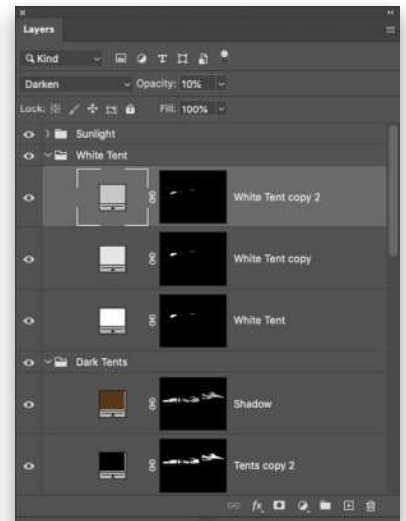 Layers
Kind
Darken Opacity: 10%
Lock: Fill: 100%
Sunlight
White Tent
White Tent copy 2
White Tent copy
White Tent
Dark Tents
Shadow
Tents copy 2
fx